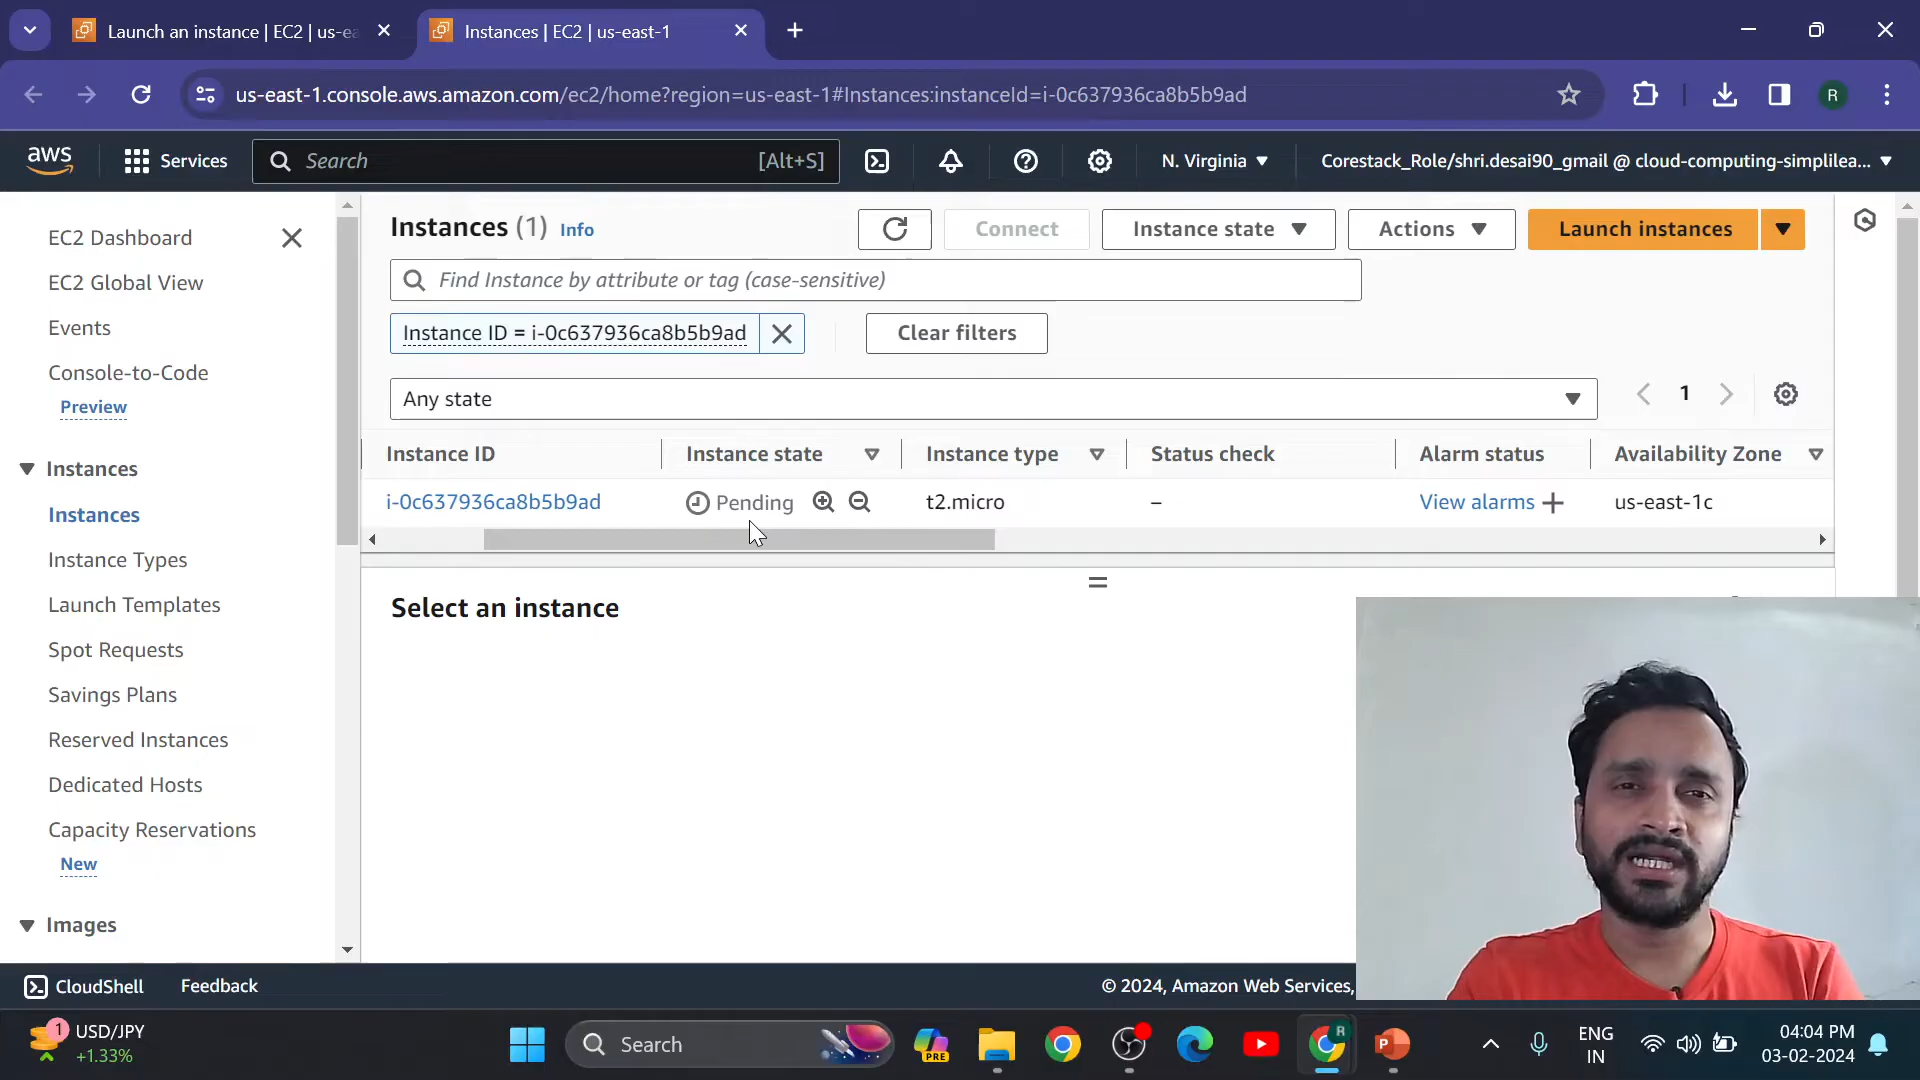 Launch an instance | EC2 | us-ea
Instances | EC2 | us-east-1
us-east-1.console.aws.amazon.com/ec2/home?region=us-east-1#Instances:instanceId=i-0c637936ca8b5b9ad
R
aws
Services
Search
[Alt+S]
N. Virginia
Corestack_Role/shri.desai90_gmail @ cloud-computing-simplilea...
EC2 Dashboard
EC2 Global View
Events
Console-to-Code
Preview
Instances
Instances
Instance Types
Launch Templates
Spot Requests
Savings Plans
Reserved Instances
Dedicated Hosts
Capacity Reservations
New
Images
Instances (1) Info
Connect
Instance state
Actions
Launch instances
Find Instance by attribute or tag (case-sensitive)
Instance ID = i-0c637936ca8b5b9ad
Clear filters
Any state
1
Instance ID Instance state Instance type Status check Alarm status Availability Zone
i-0c637936ca8b5b9ad Pending t2.micro – View alarms + us-east-1c
Select an instance
CloudShell
Feedback
© 2024, Amazon Web Services,
1
USD/JPY
+1.33%
Search
PRE
R
P
ENG
IN
04:04 PM
03-02-2024